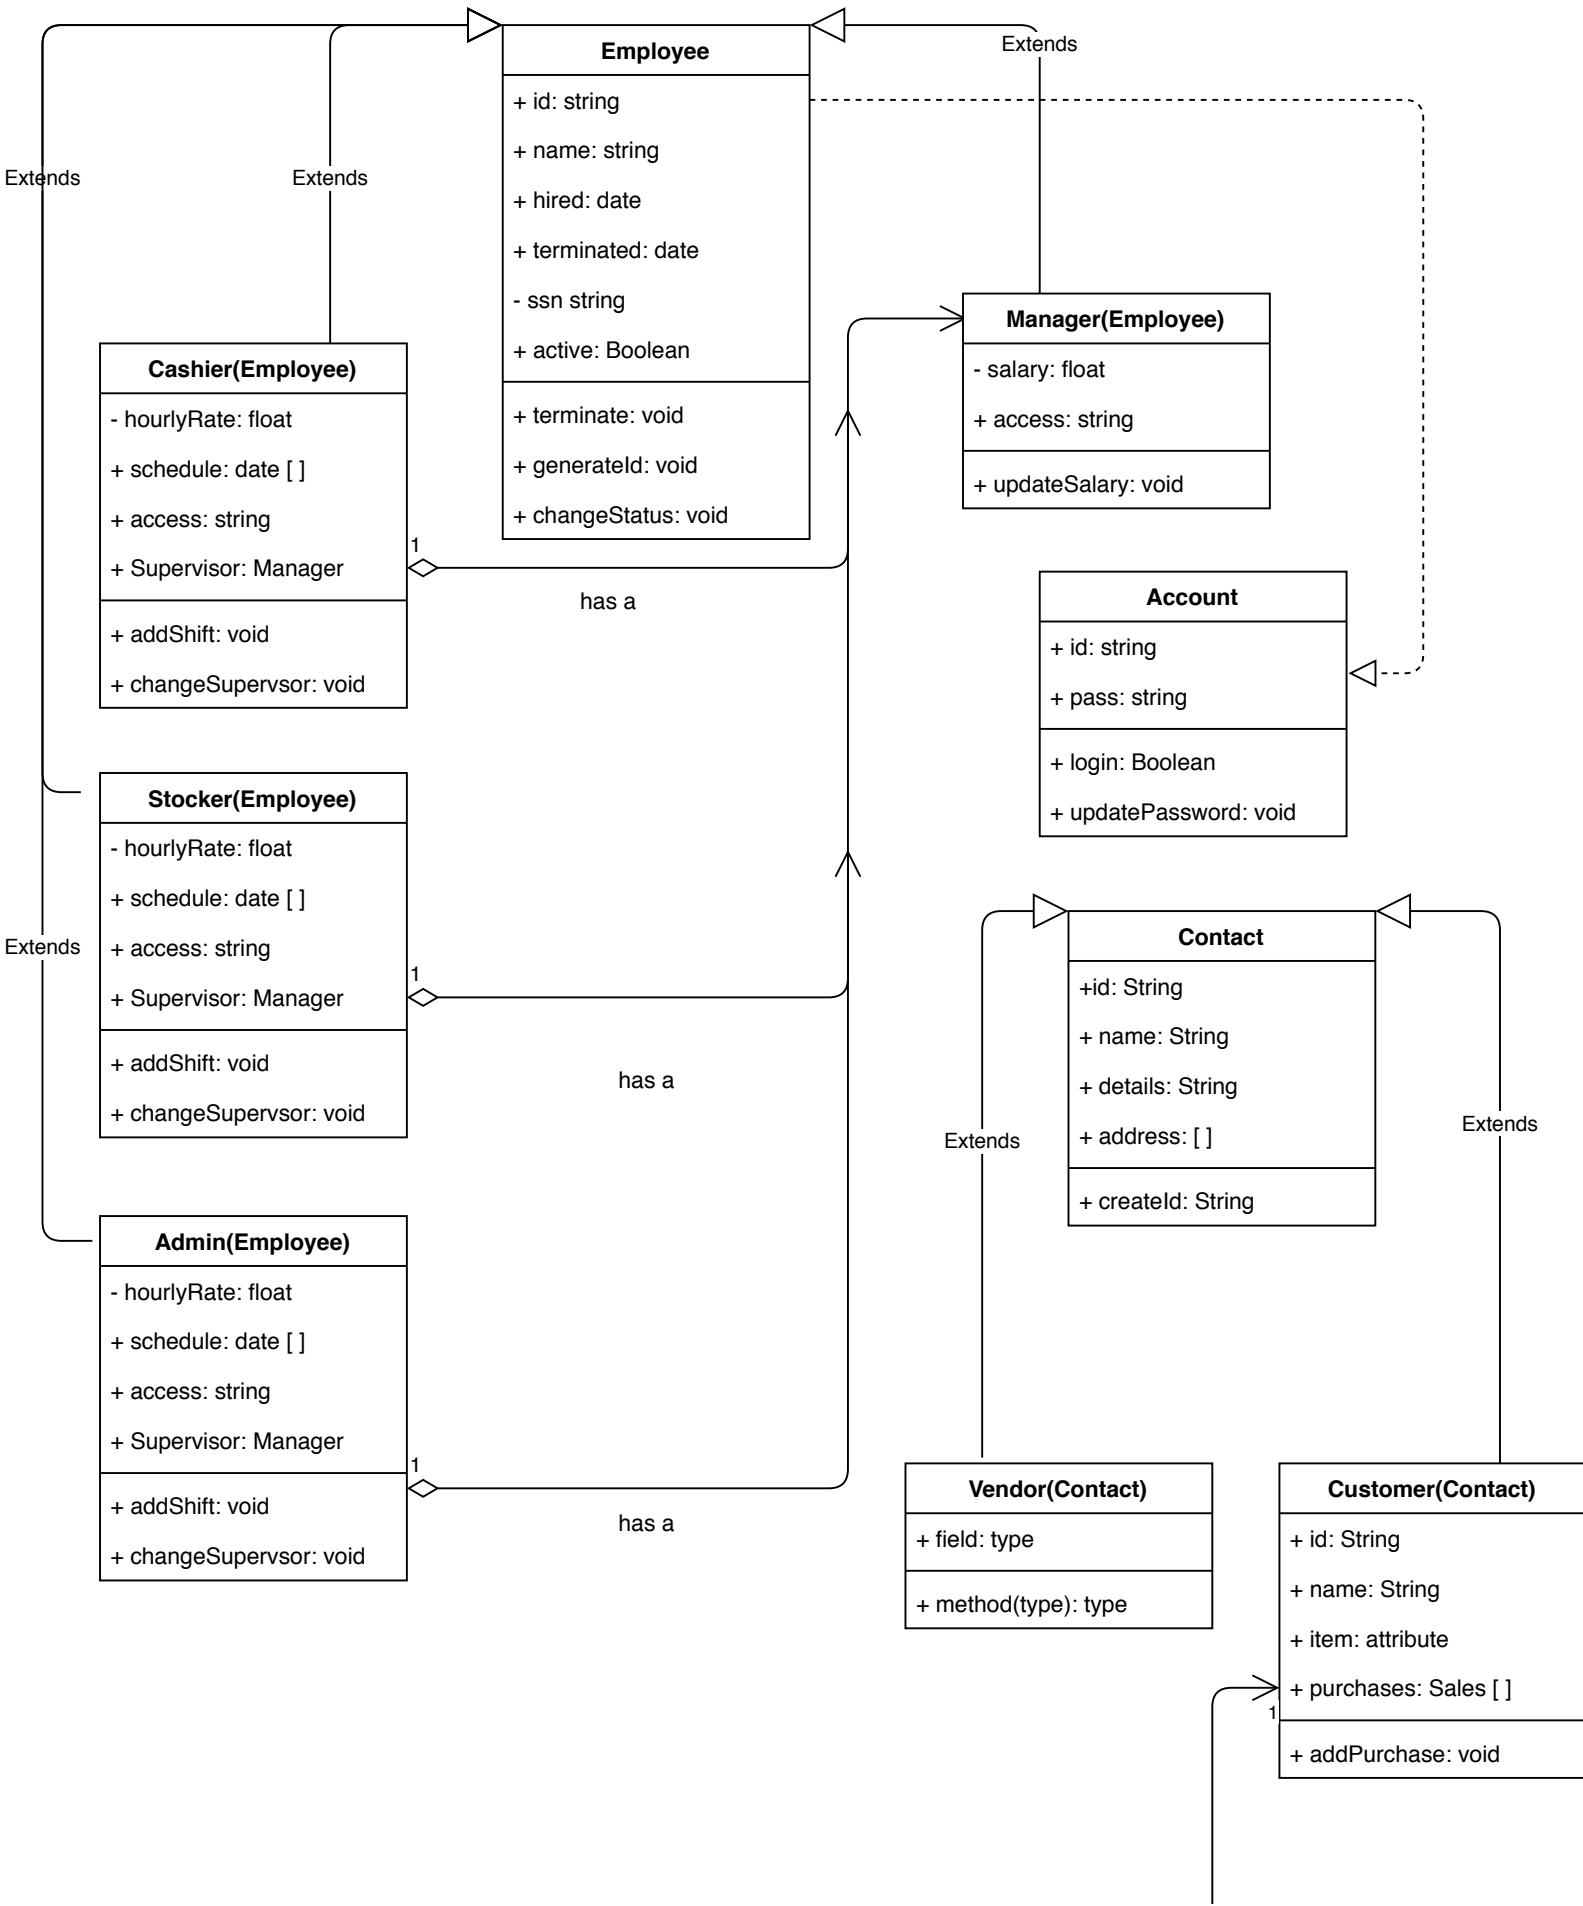 Employee
+ id: string
+ name: string
+ hired: date
+ terminated: date
- ssn string
+ active: Boolean
+ terminate: void
+ generateId: void
+ changeStatus: void
Extends
Extends
Extends
Manager(Employee)
- salary: float
+ access: string
+ updateSalary: void
Cashier(Employee)
- hourlyRate: float
+ schedule: date [ ]
+ access: string
+ Supervisor: Manager
+ addShift: void
+ changeSupervsor: void
1
has a
Account
+ id: string
+ pass: string
+ login: Boolean
+ updatePassword: void
Stocker(Employee)
- hourlyRate: float
+ schedule: date [ ]
+ access: string
+ Supervisor: Manager
+ addShift: void
+ changeSupervsor: void
Extends
1
has a
Contact
+id: String
+ name: String
+ details: String
+ address: [ ]
+ createId: String
Extends
Extends
Admin(Employee)
- hourlyRate: float
+ schedule: date [ ]
+ access: string
+ Supervisor: Manager
+ addShift: void
+ changeSupervsor: void
1
has a
Vendor(Contact)
+ field: type
+ method(type): type
Customer(Contact)
+ id: String
+ name: String
+ item: attribute
+ purchases: Sales [ ]
+ addPurchase: void
1